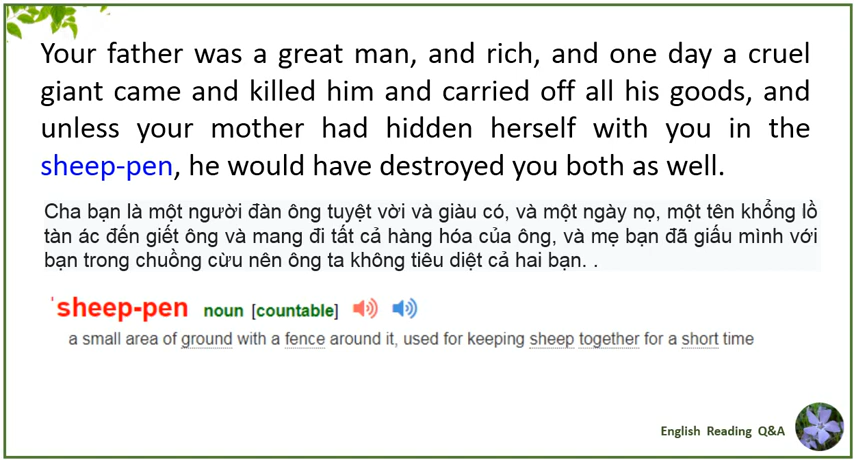 Your father was a great man, and rich, and one day a cruel
giant came and killed him and carried off all his goods, and
unless your mother had hidden herself with you in the
sheep-pen, he would have destroyed you both as well.
Cha bạn là một người đàn ông tuyệt vời và giàu có, và một ngày nọ, một tên khổng lồ
tàn ác đến giết ông và mang đi tất cả hàng hóa của ông, và mẹ bạn đã giấu mình với
bạn trong chuồng cừu nên ông ta không tiêu diệt cả hai bạn. .
ˈsheep-pen noun [countable]
a small area of ground with a fence around it, used for keeping sheep together for a short time
English Reading Q&A